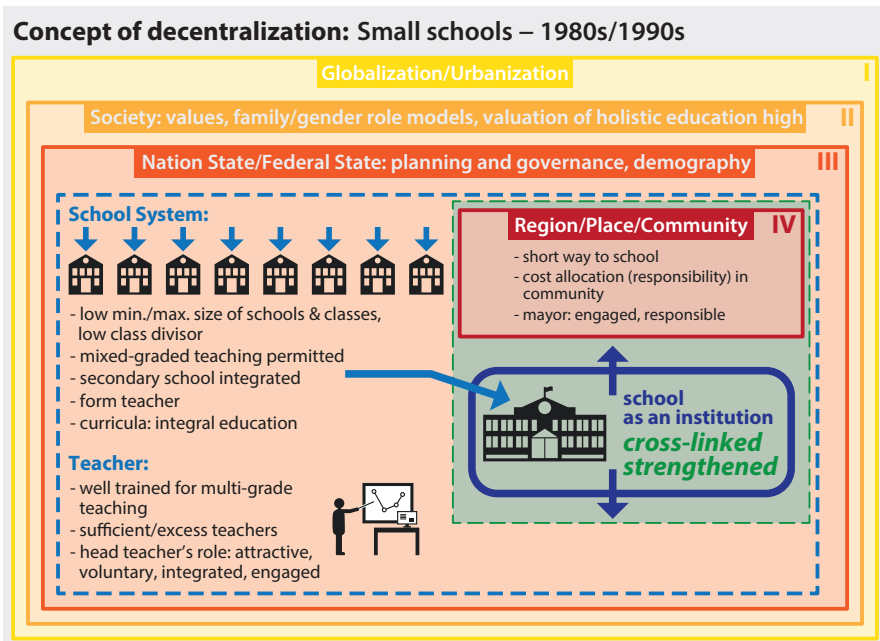 Concept of decentralization: Small schools – 1980s/1990s
Globalization/Urbanization
I
Society: values, family/gender role models, valuation of holistic education high
II
Nation State/Federal State: planning and governance, demography
III
School System:
- low min./max. size of schools & classes,
low class divisor
- mixed-graded teaching permitted
- secondary school integrated
- form teacher
- curricula: integral education
Teacher:
- well trained for multi-grade
teaching
- sufficient/excess teachers
- head teacher's role: attractive,
voluntary, integrated, engaged
Region/Place/Community
IV
- short way to school
- cost allocation (responsibility) in
community
- mayor: engaged, responsible
school
as an institution
cross-linked
strengthened